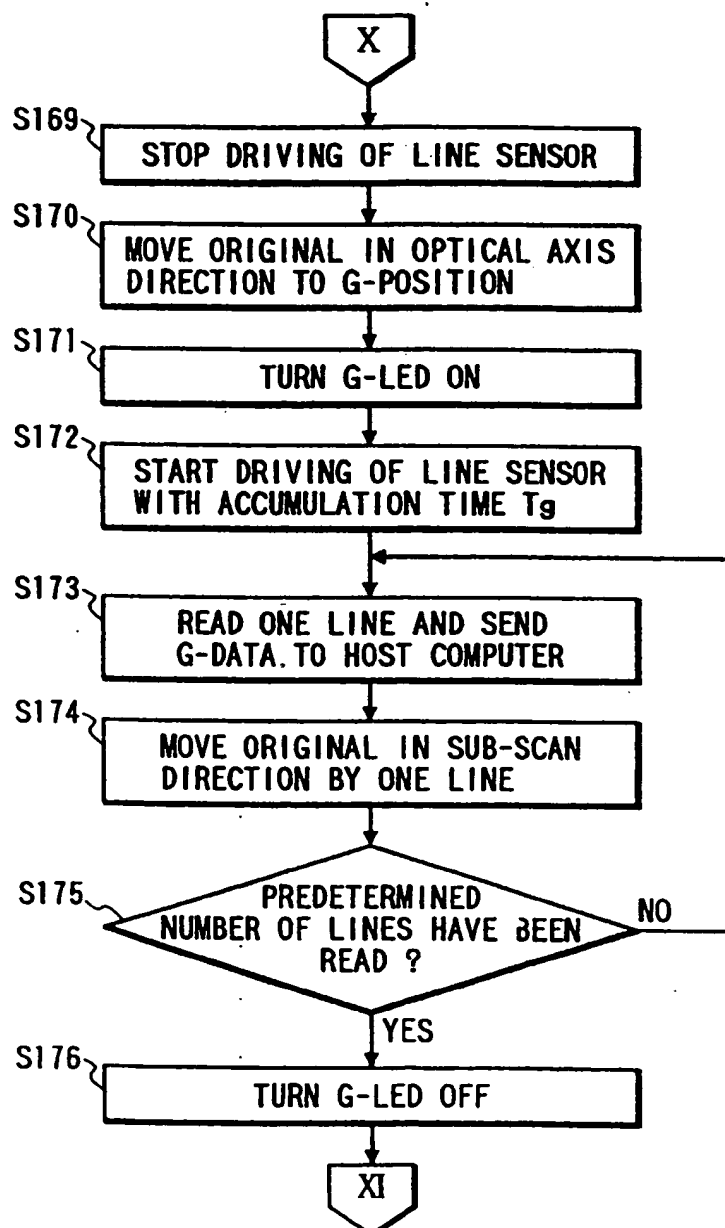 X
S169
STOP DRIVING OF LINE SENSOR
S170
MOVE ORIGINAL IN OPTICAL AXIS
DIRECTION TO G-POSITION
S171
TURN G-LED ON
S172
START DRIVING OF LINE SENSOR
WITH ACCUMULATION TIME Tg
S173
READ ONE LINE AND SEND
G-DATA. TO HOST COMPUTER
S174
MOVE ORIGINAL IN SUB-SCAN
DIRECTION BY ONE LINE
S175
PREDETERMINED
NUMBER OF LINES HAVE BEEN
READ ?
NO
YES
S176
TURN G-LED OFF
XI